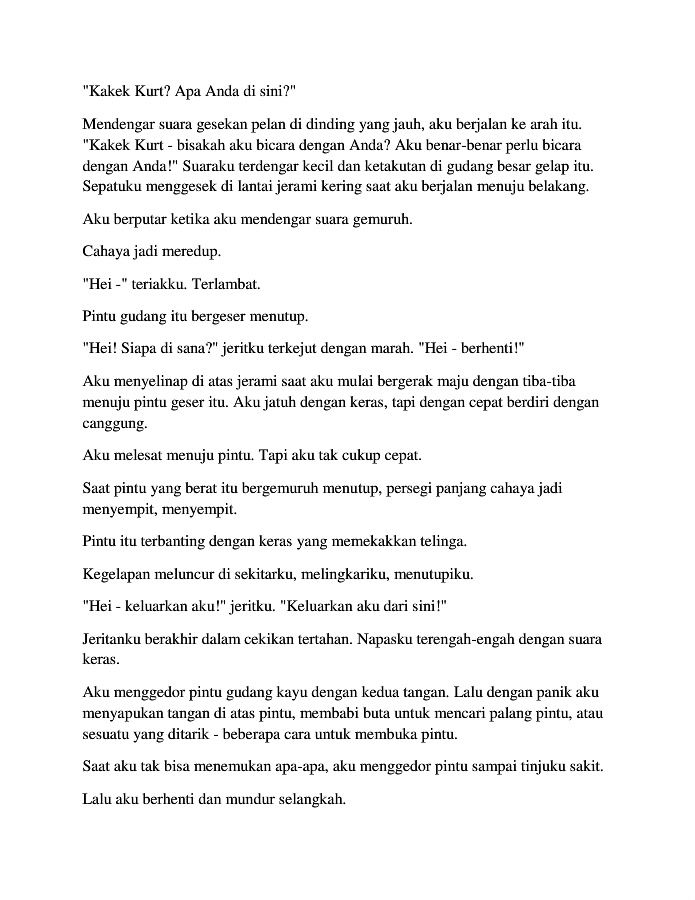 "Kakek Kurt? Apa Anda di sini?"
Mendengar suara gesekan pelan di dinding yang jauh, aku berjalan ke arah itu.
"Kakek Kurt - bisakah aku bicara dengan Anda? Aku benar-benar perlu bicara
dengan Anda!" Suaraku terdengar kecil dan ketakutan di gudang besar gelap itu.
Sepatuku menggesek di lantai jerami kering saat aku berjalan menuju belakang.
Aku berputar ketika aku mendengar suara gemuruh.
Cahaya jadi meredup.
"Hei -" teriakku. Terlambat.
Pintu gudang itu bergeser menutup.
"Hei! Siapa di sana?" jeritku terkejut dengan marah. "Hei - berhenti!"
Aku menyelinap di atas jerami saat aku mulai bergerak maju dengan tiba-tiba
menuju pintu geser itu. Aku jatuh dengan keras, tapi dengan cepat berdiri dengan
canggung.
Aku melesat menuju pintu. Tapi aku tak cukup cepat.
Saat pintu yang berat itu bergemuruh menutup, persegi panjang cahaya jadi
menyempit, menyempit.
Pintu itu terbanting dengan keras yang memekakkan telinga.
Kegelapan meluncur di sekitarku, melingkariku, menutupiku.
"Hei - keluarkan aku!" jeritku. "Keluarkan aku dari sini!"
Jeritanku berakhir dalam cekikan tertahan. Napasku terengah-engah dengan suara
keras.
Aku menggedor pintu gudang kayu dengan kedua tangan. Lalu dengan panik aku
menyapukan tangan di atas pintu, membabi buta untuk mencari palang pintu, atau
sesuatu yang ditarik - beberapa cara untuk membuka pintu.
Saat aku tak bisa menemukan apa-apa, aku menggedor pintu sampai tinjuku sakit.
Lalu aku berhenti dan mundur selangkah.